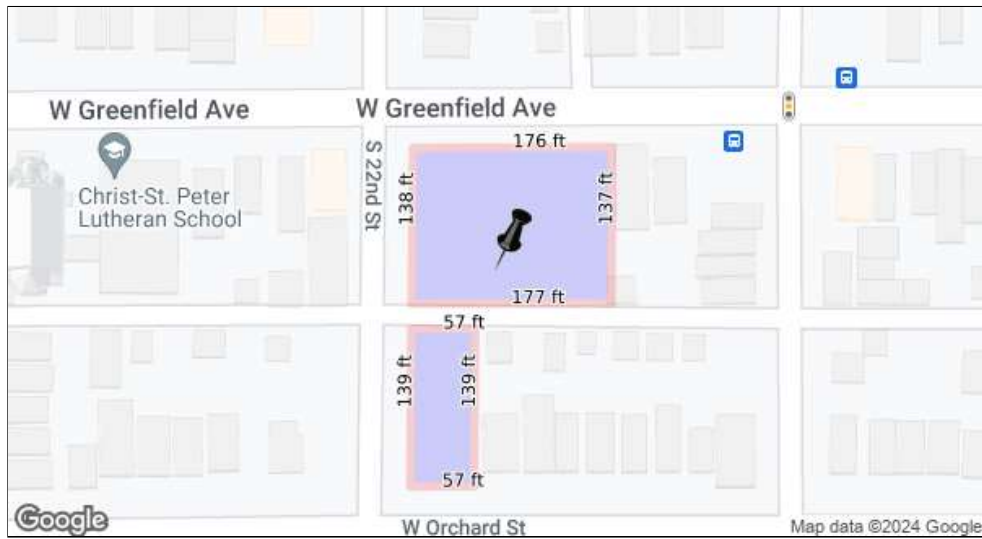 W Greenfield Ave
W Greenfield Ave
S 22nd St
176 ft
138 ft
137 ft
Christ-St. Peter
Lutheran School
177 ft
57 ft
139 ft
139 ft
57 ft
Google
W Orchard St
Map data ©2024 Google